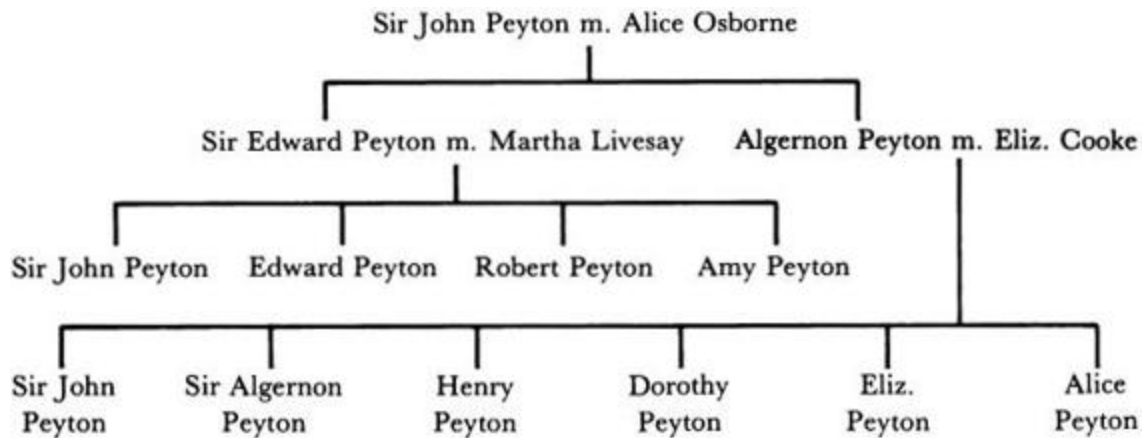 Sir John Peyton m. Alice Osborne
Sir Edward Peyton m. Martha Livesay Algernon Peyton m. Eliz. Cooke
Sir John Peyton Edward Peyton Robert Peyton Amy Peyton
Sir John Peyton
Sir Algernon Peyton
Henry Peyton
Dorothy Peyton
Eliz. Peyton
Alice Peyton